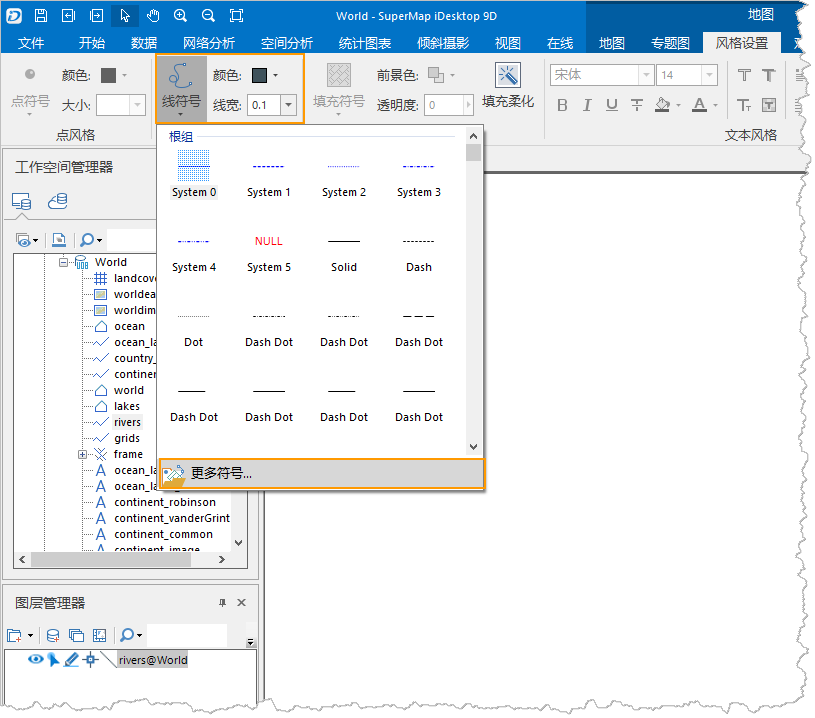 World - SuperMap iDesktop 9D
地图
文件 开始 数据 网络分析 空间分析 统计图表 倾斜摄影 视图 在线 地图 专题图 风格设置
点符号 颜色: 线符号 颜色: 填充符号 前景色: 填充柔化 宋体 14
大小: 线宽: 0.1 透明度: 0 B I U
点风格 文本风格
工作空间管理器
根组
System 0 System 1 System 2 System 3
NULL
System 4 System 5 Solid Dash
Dot Dash Dot Dash Dot Dash Dot
Dash Dot Dash Dot Dash Dot Dash Dot
更多符号...
World
landcove
worldea
worldim
ocean
ocean_la
country_
continer
world
lakes
rivers
grids
frame
ocean_la
ocean_la
continent_robinson
continent_vanderGrint
continent_common
continent_image
图层管理器
rivers@World